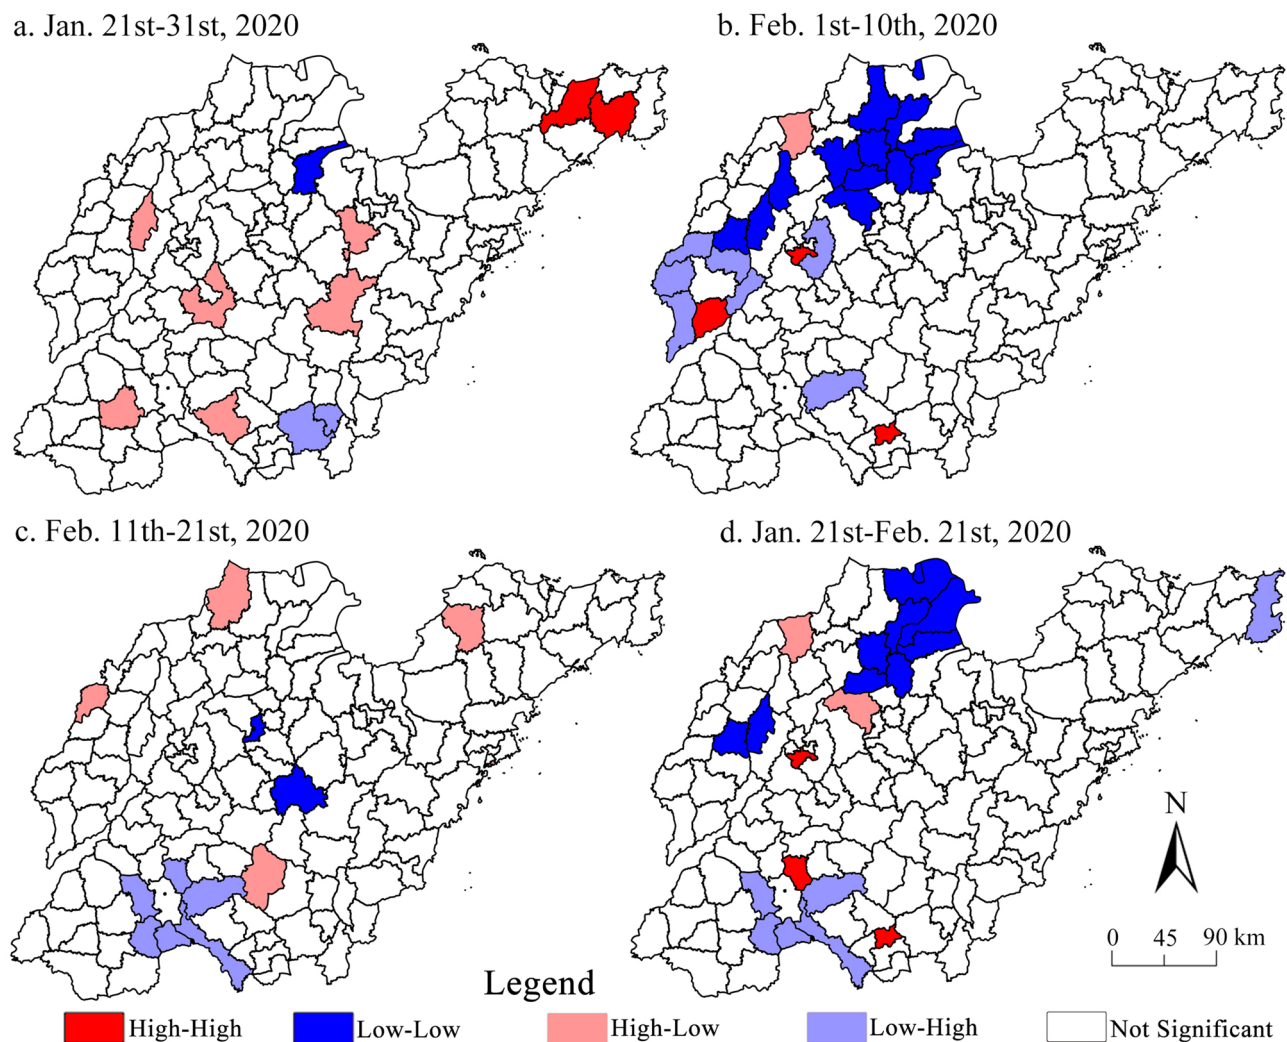 a. Jan. 21st-31st, 2020
b. Feb. 1st-10th, 2020
c. Feb. 11th-21st, 2020
d. Jan. 21st-Feb. 21st, 2020
N
0 45 90 km
Legend
High-High
Low-Low
High-Low
Low-High
Not Significant